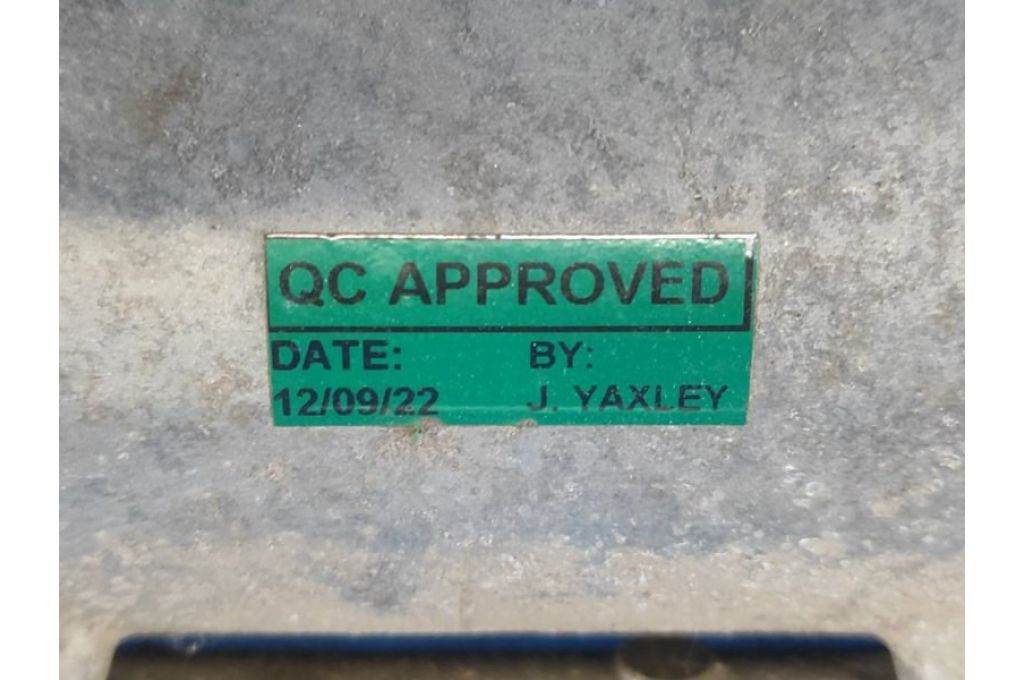 QC APPROVED
DATE: BY:
12/09/22 J. YAXLEY